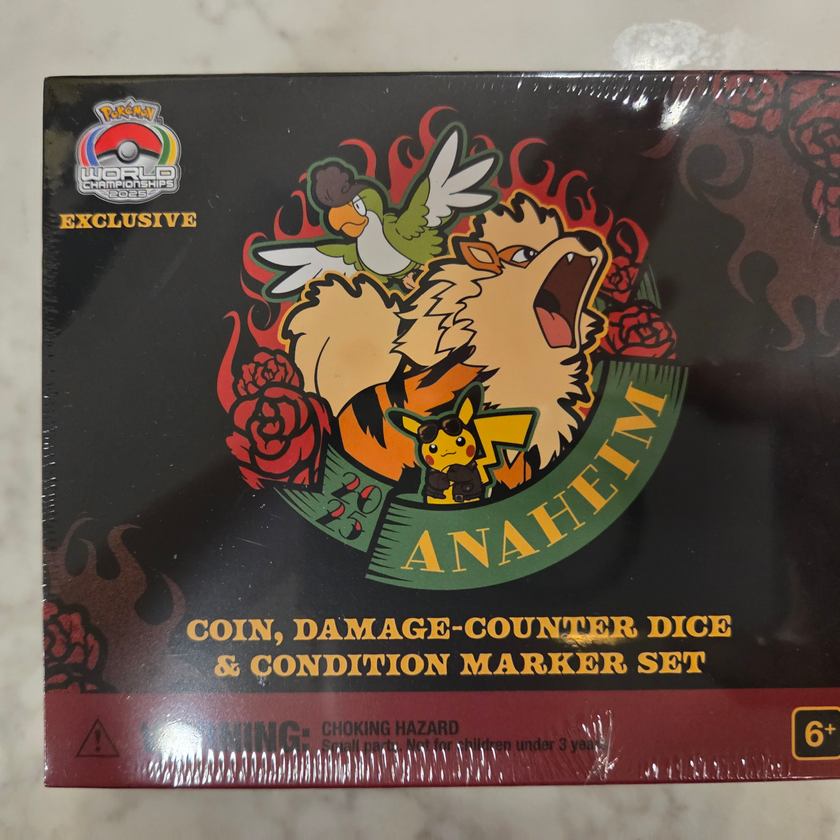 Pokémon
WORLD
CHAMPIONSHIPS
2025
EXCLUSIVE
2025
ANAHEIM
COIN, DAMAGE-COUNTER DICE
& CONDITION MARKER SET
WARNING: CHOKING HAZARD
Small parts. Not for children under 3 years.
6+